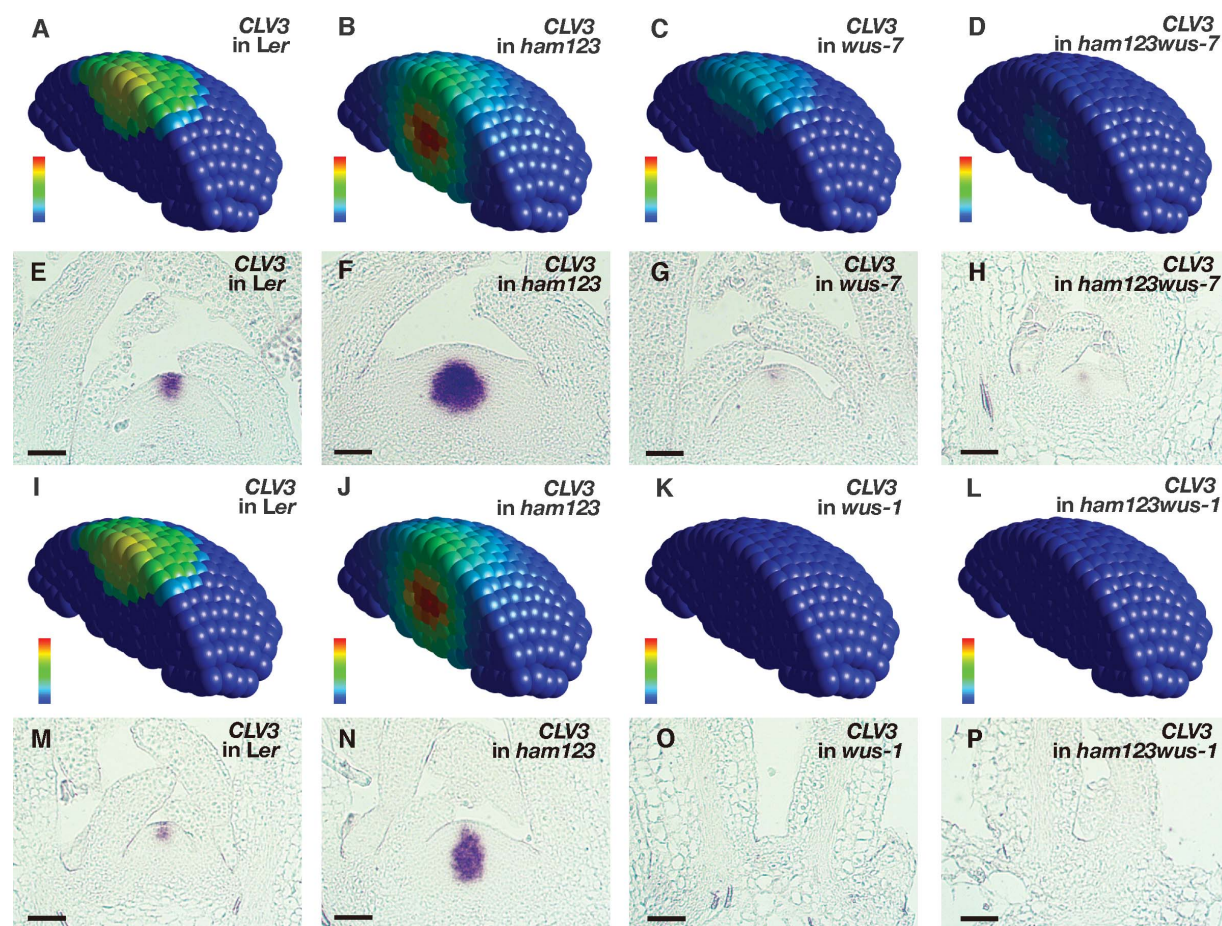 A
CLV3
in Ler
B
CLV3
in ham123
C
CLV3
in wus-7
D
CLV3
in ham123wus-7
E
CLV3
in Ler
F
CLV3
in ham123
G
CLV3
in wus-7
H
CLV3
in ham123wus-7
I
CLV3
in Ler
J
CLV3
in ham123
K
CLV3
in wus-1
L
CLV3
in ham123wus-1
M
CLV3
in Ler
N
CLV3
in ham123
O
CLV3
in wus-1
P
CLV3
in ham123wus-1